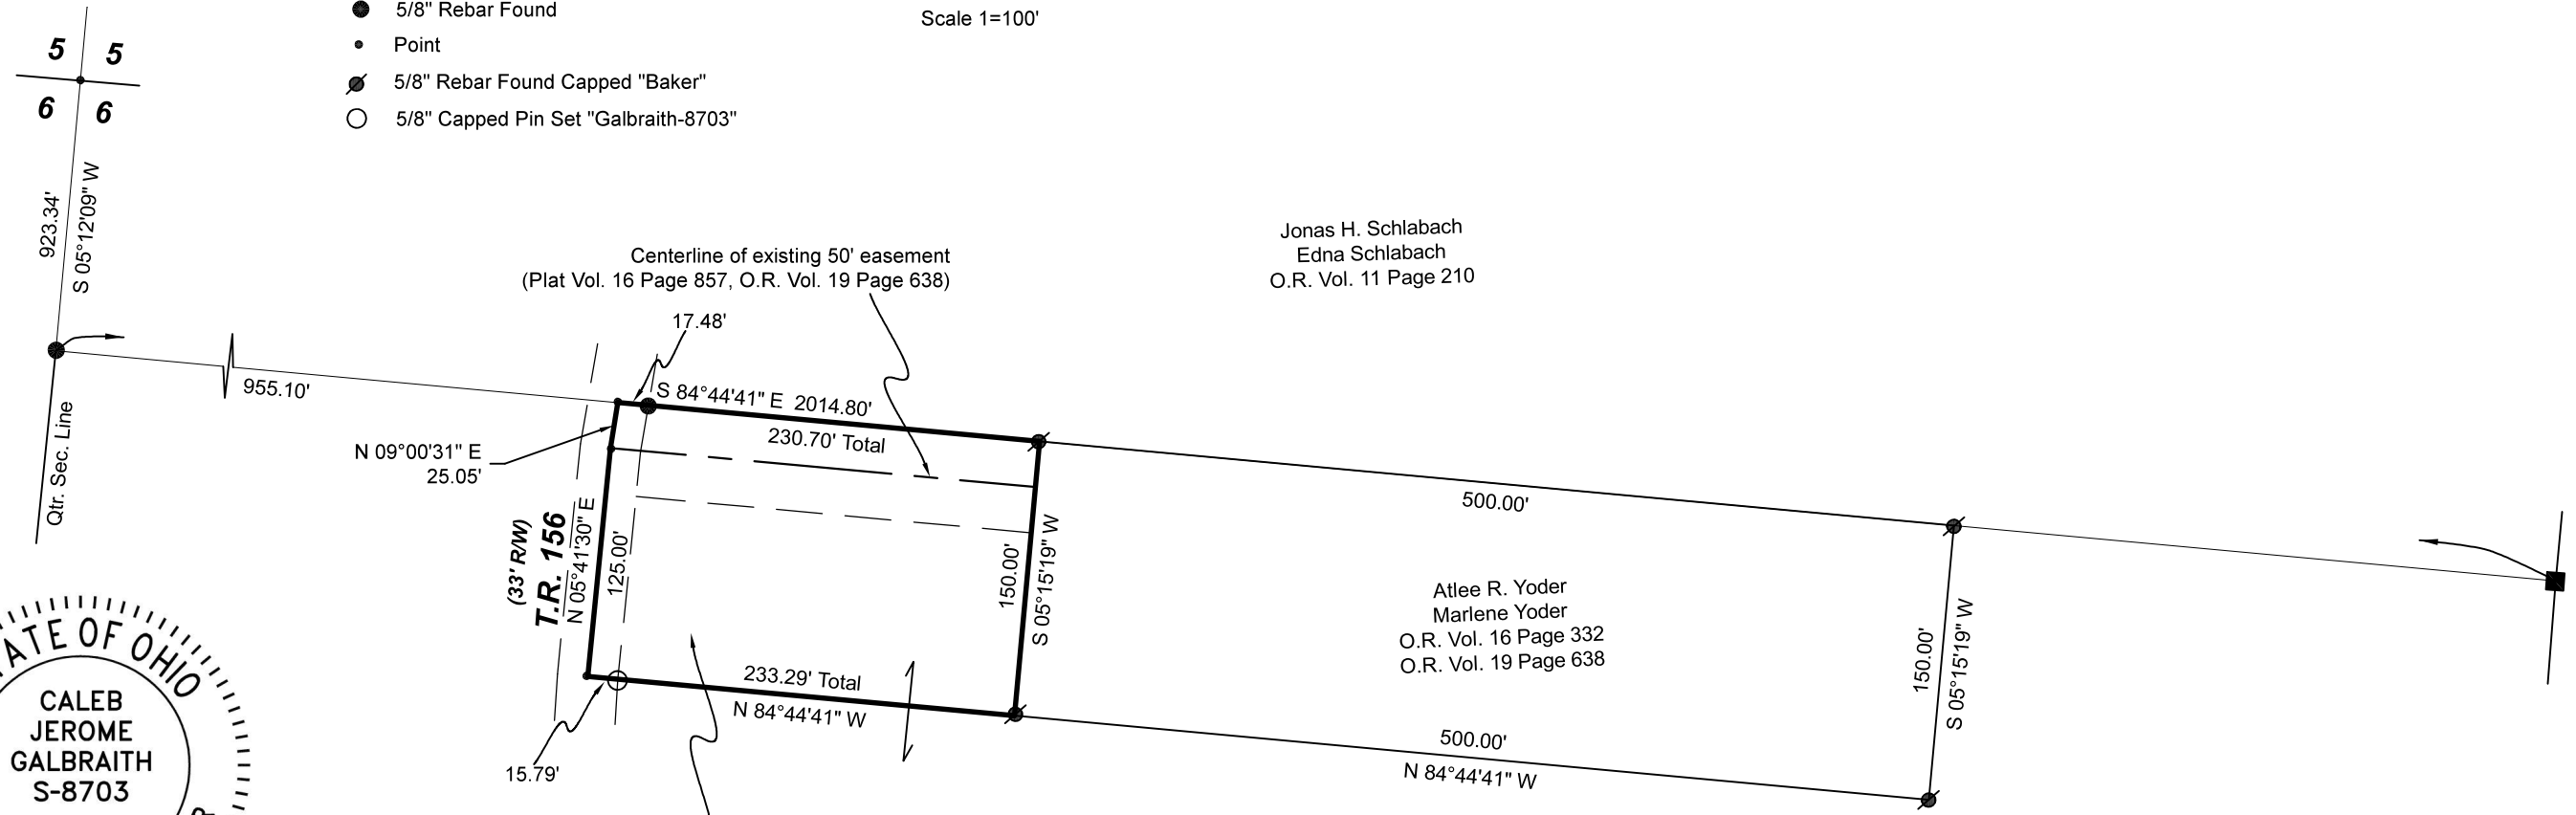 5/8" Rebar Found
Point
5/8" Rebar Found Capped "Baker"
5/8" Capped Pin Set "Galbraith-8703"
Scale 1=100'
5 5
6 6
923.34'
S 05°12'09" W
Qtr. Sec. Line
955.10'
Centerline of existing 50' easement
(Plat Vol. 16 Page 857, O.R. Vol. 19 Page 638)
17.48'
Jonas H. Schlabach
Edna Schlabach
O.R. Vol. 11 Page 210
S 84°44'41" E 2014.80'
230.70' Total
N 09°00'31" E
25.05'
(33' R/W)
T.R. 156
N 05°41'30" E
125.00'
150.00'
S 05°15'19" W
500.00'
Atlee R. Yoder
Marlene Yoder
O.R. Vol. 16 Page 332
O.R. Vol. 19 Page 638
150.00'
S 05°15'19" W
233.29' Total
N 84°44'41" W
15.79'
500.00'
N 84°44'41" W
ATE OF OHIO
CALEB
JEROME
GALBRAITH
S-8703